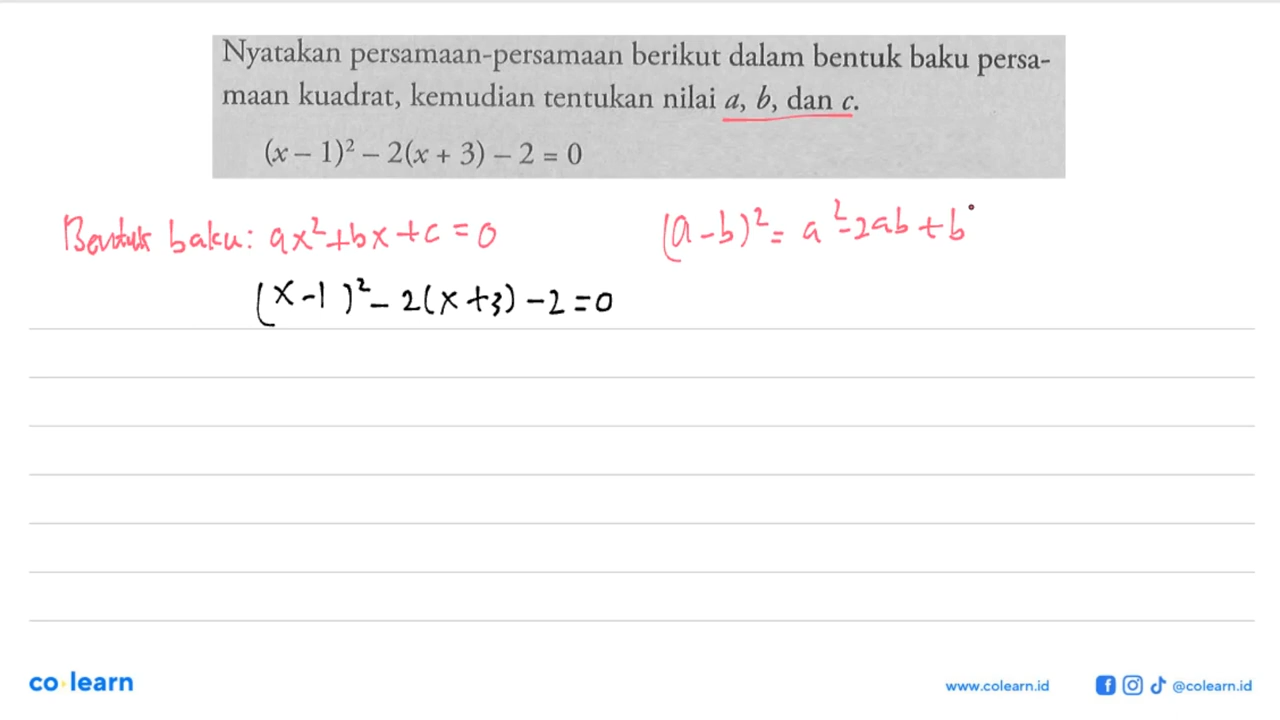 Nyatakan persamaan-persamaan berikut dalam bentuk baku persa-
maan kuadrat, kemudian tentukan nilai a, b, dan c.
(x – 1)² – 2(x + 3) – 2 = 0
Bentuk baku: ax²+bx+c=0
(a-b)²= a²-2ab+b
(x-1)²- 2(x+3)-2=0
co learn
www.colearn.id
@colearn.id